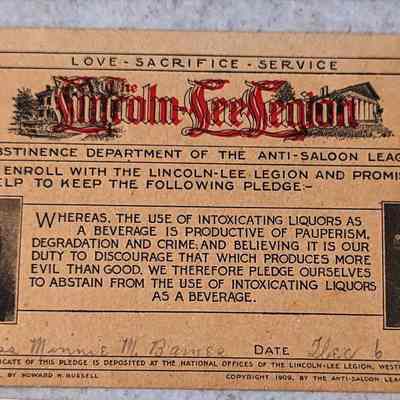 LOVE - SACRIFICE - SERVICE
The
Lincoln-Lee Legion
BSTINENCE DEPARTMENT OF THE ANTI-SALOON LEAG
ENROLL WITH THE LINCOLN-LEE LEGION AND PROMIS
ELP TO KEEP THE FOLLOWING PLEDGE:-
WHEREAS, THE USE OF INTOXICATING LIQUORS AS
A BEVERAGE IS PRODUCTIVE OF PAUPERISM,
DEGRADATION AND CRIME; AND BELIEVING IT IS OUR
DUTY TO DISCOURAGE THAT WHICH PRODUCES MORE
EVIL THAN GOOD, WE THEREFORE PLEDGE OURSELVES
TO ABSTAIN FROM THE USE OF INTOXICATING LIQUORS
AS A BEVERAGE.
Minnie M Barnes DATE Dec 6
ICATE OF THIS PLEDGE IS DEPOSITED AT THE NATIONAL OFFICES OF THE LINCOLN-LEE LEGION, WESTE
, BY HOWARD H. RUSSELL COPYRIGHT 1909, BY THE ANTI-SALOON LEA